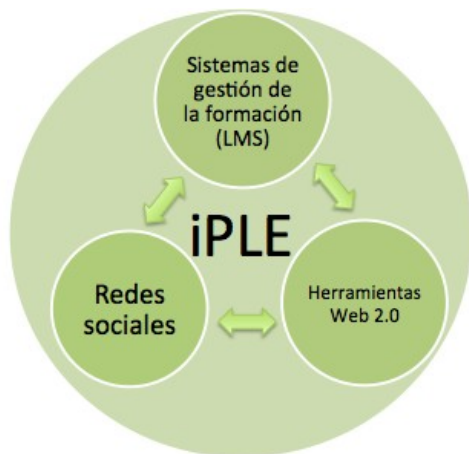 Sistemas de
gestión de
la formación
(LMS)
iPLE
Redes
sociales
Herramientas
Web 2.0